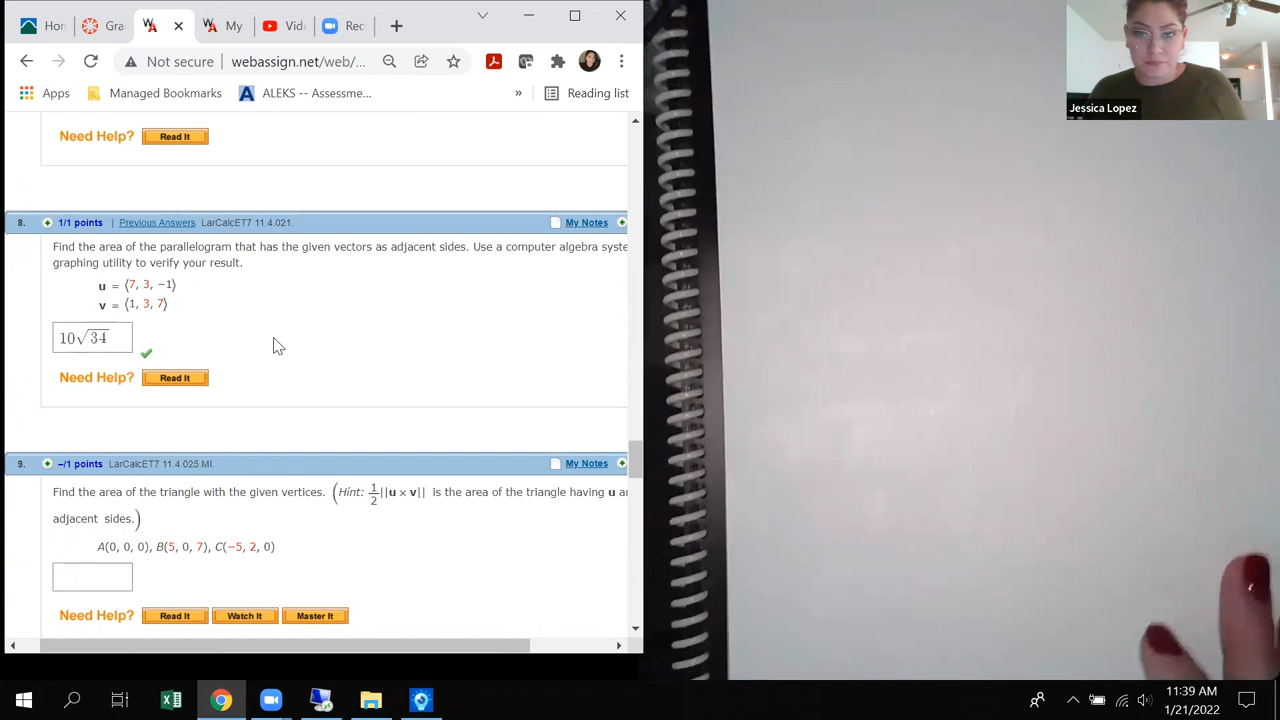 Hon
Gra
My
Vide
Rec
Not secure
webassign.net/web/...
Apps
Managed Bookmarks
ALEKS -- Assessme...
»
Reading list
Need Help? Read It
8. 1/1 points | Previous Answers LarCalcET7 11.4.021. My Notes
Find the area of the parallelogram that has the given vectors as adjacent sides. Use a computer algebra syste
graphing utility to verify your result.
u = ⟨7, 3, −1⟩
v = ⟨1, 3, 7⟩
10√34
Need Help? Read It
9. –/1 points LarCalcET7 11.4.025.MI. My Notes
Find the area of the triangle with the given vertices. (Hint: 1/2||u × v|| is the area of the triangle having u an
adjacent sides.)
A(0, 0, 0), B(5, 0, 7), C(−5, 2, 0)
Need Help? Read It Watch It Master It
Jessica Lopez
11:39 AM
1/21/2022